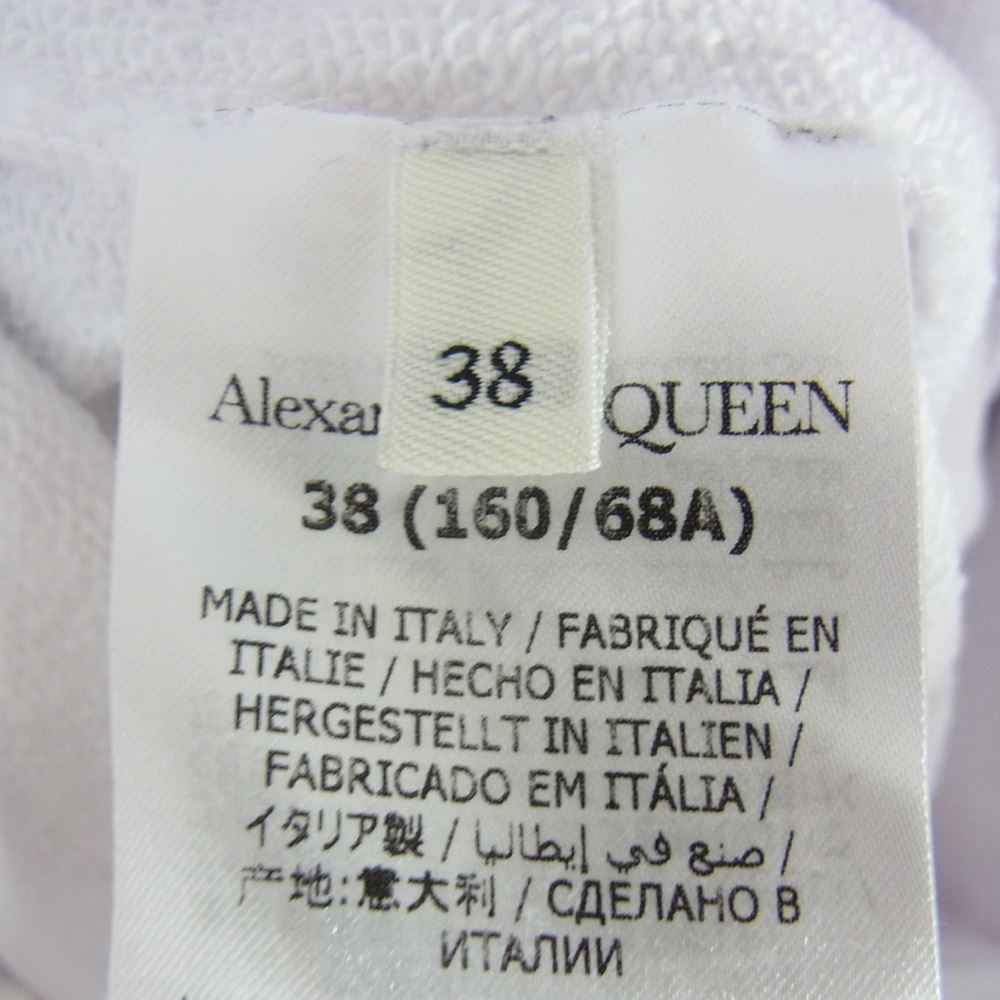 38
Alexa QUEEN
38 (160/68A)
MADE IN ITALY / FABRIQUÉ EN
ITALIE / HECHO EN ITALIA /
HERGESTELLT IN ITALIEN /
FABRICADO EM ITÁLIA /
イタリア製 / صنع في إيطاليا /
产地:意大利 / СДЕЛАНО В
ИТАЛИИ